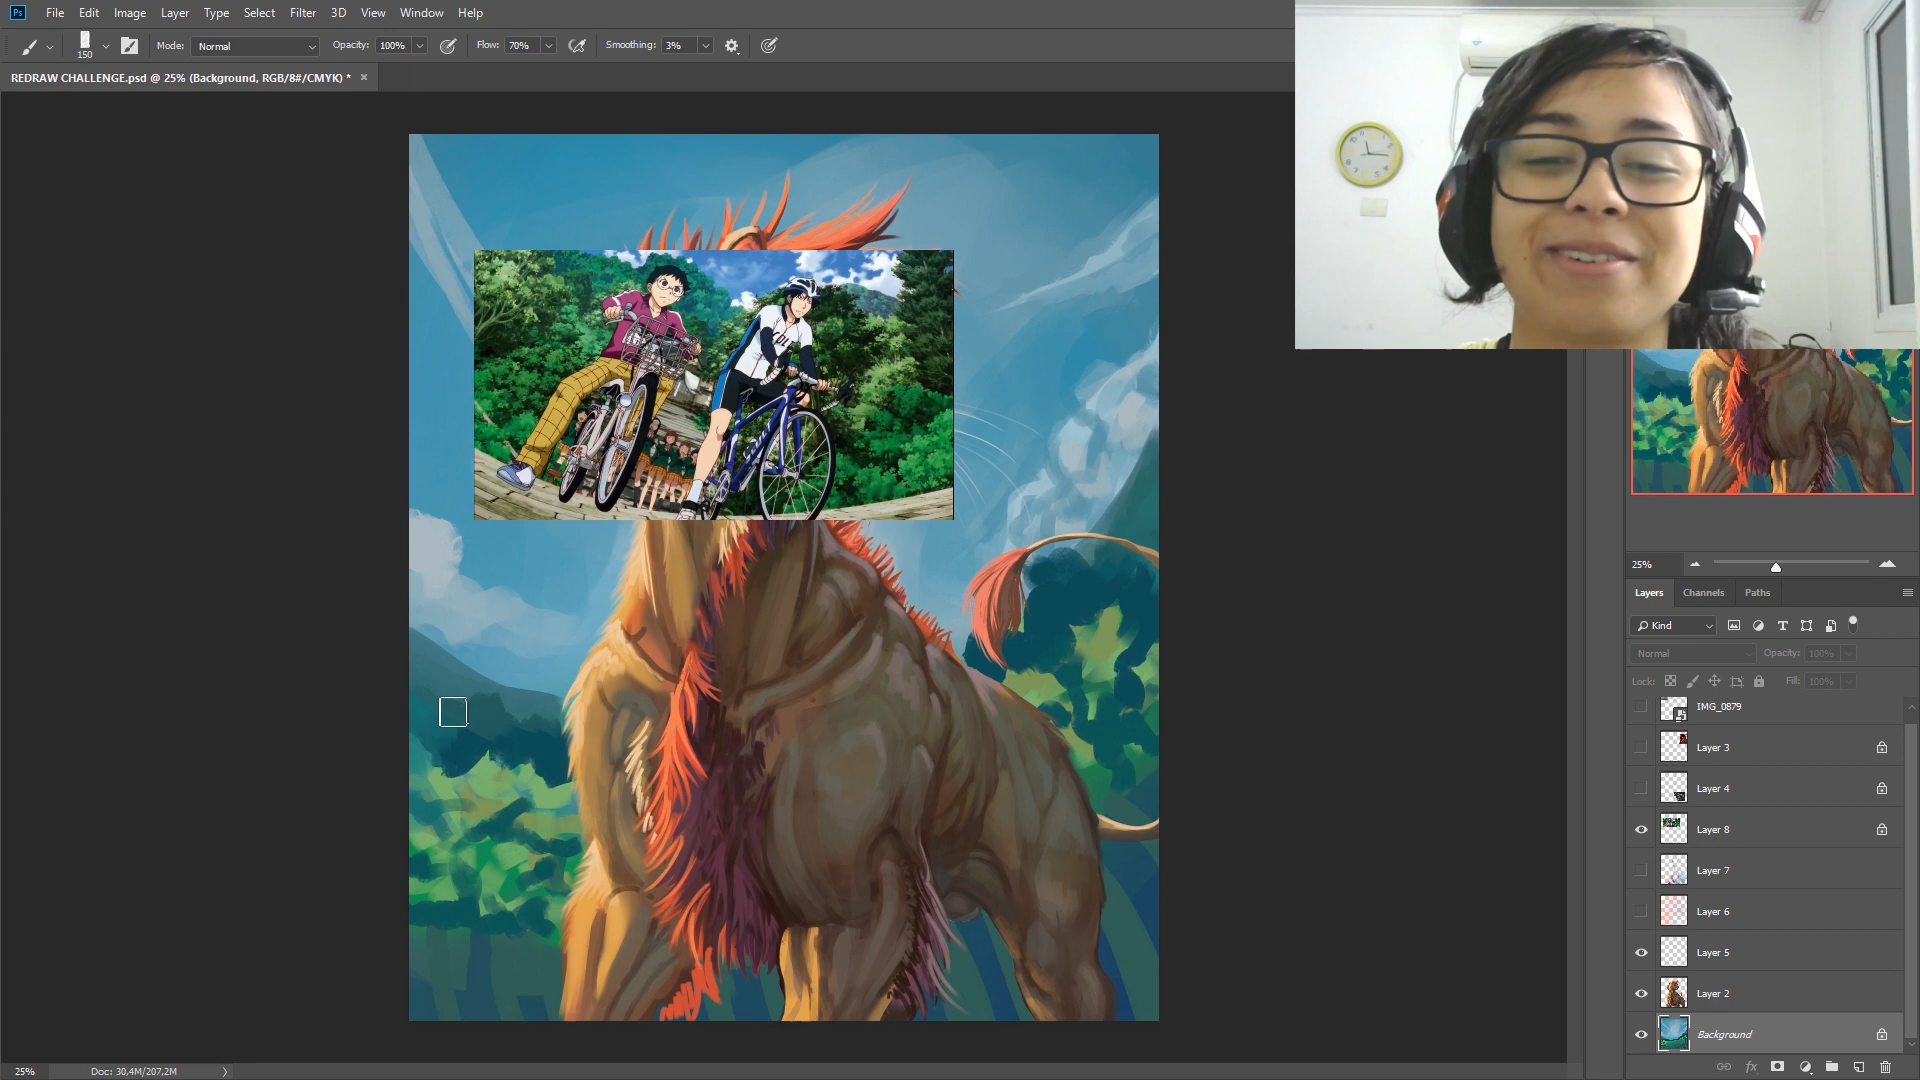 Ps File Edit Image Layer Type Select Filter 3D View Window Help
150 Mode: Normal Opacity: 100% Flow: 70% Smoothing: 3%
REDRAW CHALLENGE.psd @ 25% (Background, RGB/8#/CMYK) * ×
25%
Layers Channels Paths
Kind
Normal Opacity: 100%
Lock: Fill: 100%
IMG_0879
Layer 3
Layer 4
Layer 8
Layer 7
Layer 6
Layer 5
Layer 2
Background
fx
25% Doc: 30,4M/207,2M